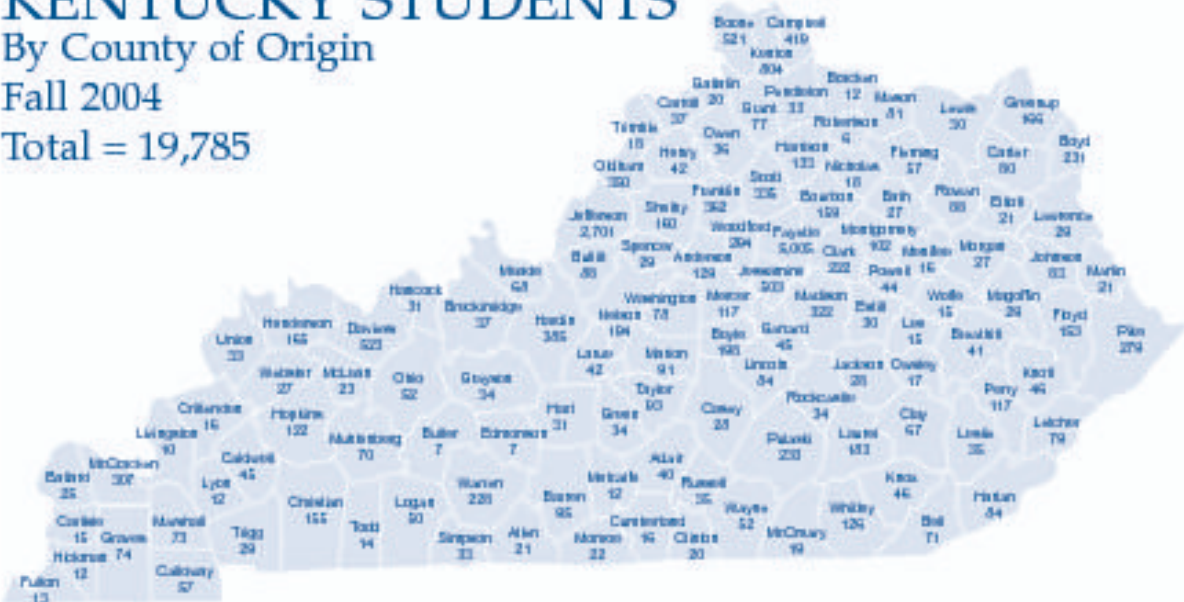 KENTUCKY STUDENTS
By County of Origin
Fall 2004
Total = 19,785
Boone Campbell
521 419
Kenton
804
Gallatin
20
Pendleton
33
Bracken
12
Mason
Carroll
37
Grant
77
Lewis
30
Greenup
166
Trimble
18
Owen
36
Robertson
6
Boyd
231
Henry
42
Harrison
133
Nicholas
18
Fleming
57
Carter
80
Oldham
350
Scott
335
Franklin
362
Bourbon
159
Bath
27
Rowan
88
Elliott
21
Jefferson
2,701
Shelby
160
Lawrence
29
Woodford
294
Fayette
5,005
Montgomery
102
Clark
222
Menifee
16
Morgan
27
Johnson
83
Martin
21
Bullitt
88
Spencer
29
Anderson
129
Jessamine
503
Powell
44
Meade
68
Hancock
31
Breckinridge
37
Washington
78
Mercer
117
Madison
322
Estill
30
Wolfe
15
Magoffin
29
Floyd
153
Pike
279
Hardin
385
Nelson
194
Boyle
Garrard
45
Lee
15
Breathitt
41
Union
33
Henderson
165
Daviess
523
Larue
42
Marion
91
Lincoln
84
Jackson
28
Owsley
17
Knott
46
Webster
27
McLean
23
Ohio
52
Grayson
34
Taylor
Perry
117
Crittenden
16
Hopkins
122
Hart
31
Green
34
Casey
28
Rockcastle
34
Clay
67
Letcher
79
Livingston
10
Muhlenberg
70
Butler
7
Edmonson
7
Pulaski
233
Laurel
183
Leslie
35
Ballard
25
McCracken
307
Caldwell
45
Lyon
12
Warren
228
Metcalfe
12
Adair
40
Russell
35
Knox
46
Harlan
84
Christian
155
Logan
50
Barren
95
Wayne
52
Whitley
126
Carlisle
15
Graves
74
Marshall
73
Trigg
29
Todd
14
Simpson
33
Allen
21
Monroe
22
Cumberland
16
Clinton
20
McCreary
19
Bell
71
Hickman
12
Calloway
57
Fulton
13